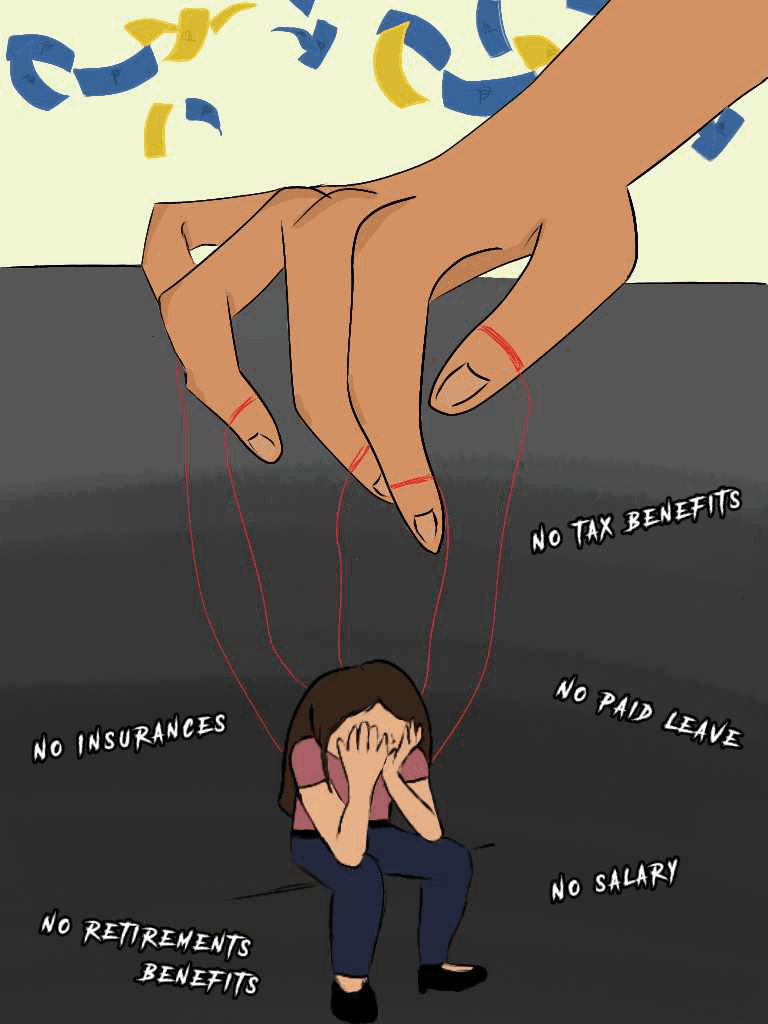 NO TAX BENEFITS
NO PAID LEAVE
NO INSURANCES
NO SALARY
NO RETIREMENTS
BENEFITS